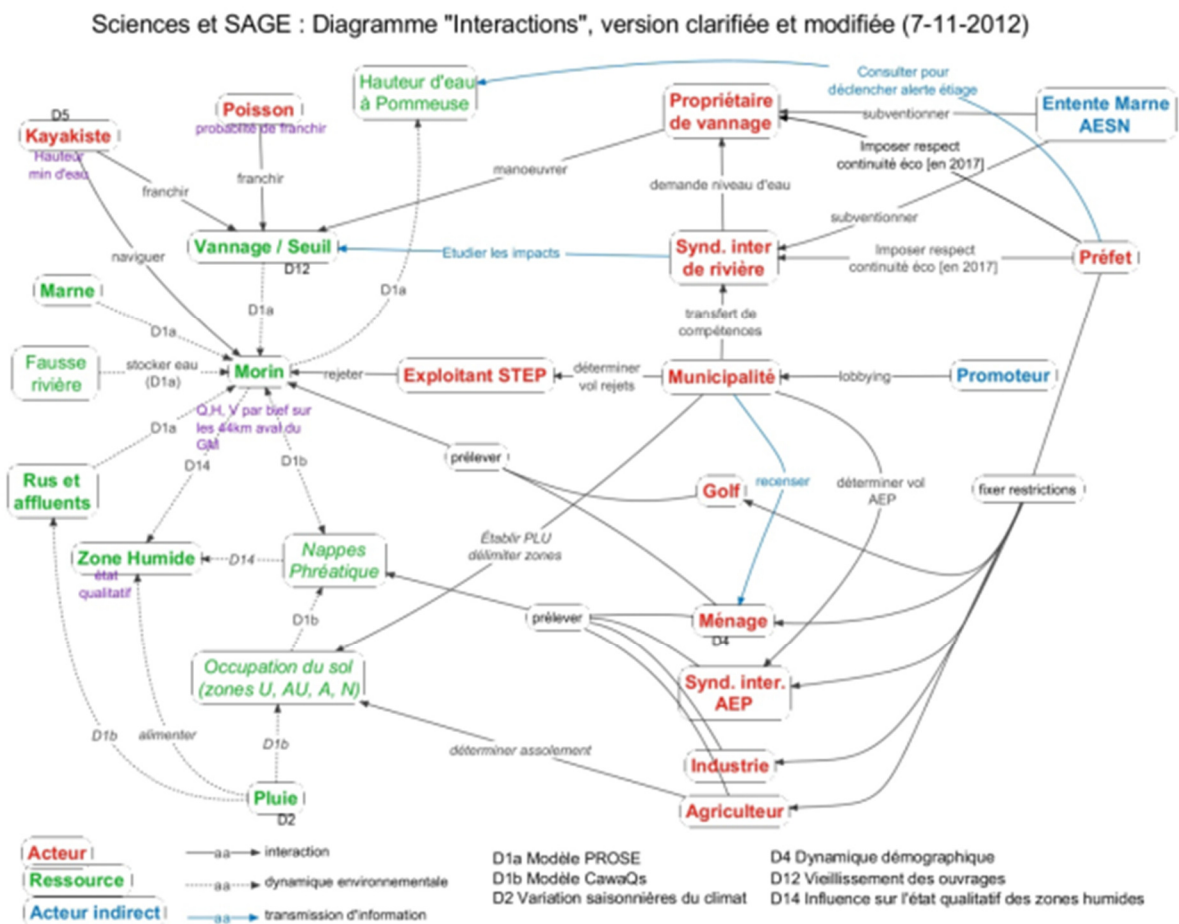 Sciences et SAGE : Diagramme "Interactions", version clarifiée et modifiée (7-11-2012)
Hauteur d'eau
à Pommeuse
Consulter pour
déclencher alerte étiage
D5
Kayakiste
Hauteur
min d'eau
Poisson
probabilité de franchir
Propriétaire
de vannage
subventionner
Entente Marne
AESN
Imposer respect
continuité éco [en 2017]
franchir
franchir
manoeuvrer
demande niveau d'eau
subventionner
Vannage / Seuil
D12
Etudier les impacts
Synd. inter
de rivière
Imposer respect
continuité éco [en 2017]
Préfet
naviguer
Marne
D1a
D1a
D1a
transfert de
compétences
Fausse
rivière
stocker eau
(D1a)
Morin
rejeter
Exploitant STEP
déterminer
vol rejets
Municipalité
lobbying
Promoteur
Q,H, V par bief sur
les 44km aval du
GM
D1a
D14
D1b
prélever
Rus et
affluents
Golf
recenser
déterminer vol
AEP
fixer restrictions
Établir PLU
délimiter zones
Zone Humide
état
qualitatif
D14
Nappes
Phréatique
D1b
prélever
Ménage
D4
Occupation du sol
(zones U, AU, A, N)
Synd. inter.
AEP
D1b
alimenter
D1b
déterminer assolement
Industrie
Pluie
D2
Agriculteur
Acteur
Ressource
Acteur indirect
aa
interaction
aa
dynamique environnementale
aa
transmission d'information
D1a Modèle PROSE
D1b Modèle CawaQs
D2 Variation saisonnières du climat
D4 Dynamique démographique
D12 Vieillissement des ouvrages
D14 Influence sur l'état qualitatif des zones humides